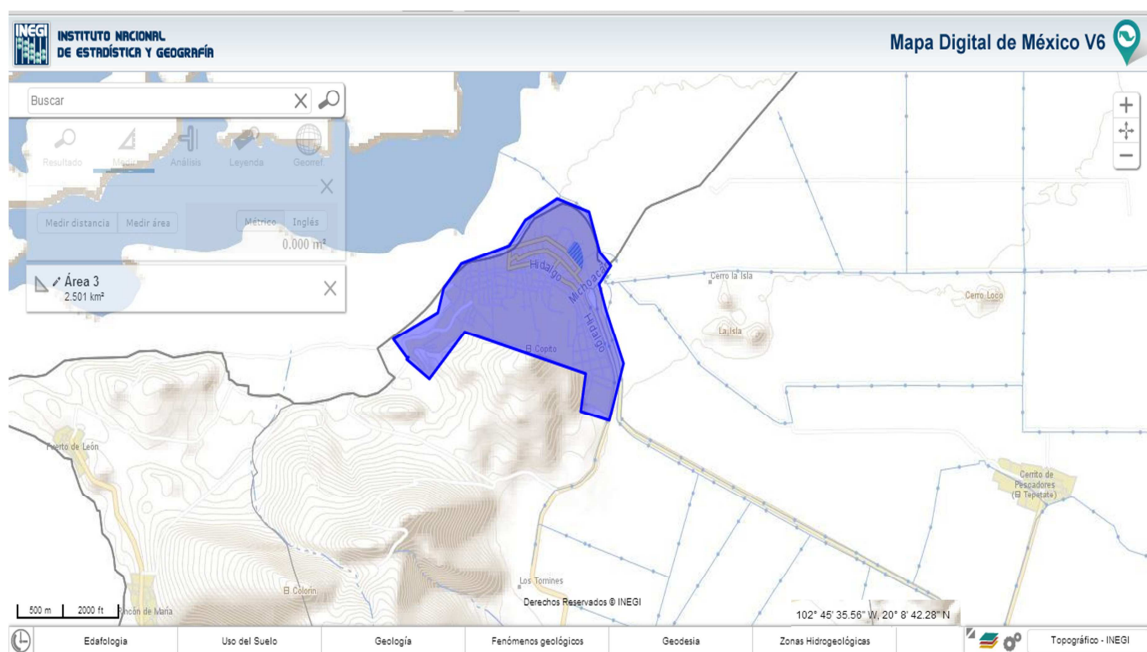 INEGI
INSTITUTO NACIONAL
DE ESTADÍSTICA Y GEOGRAFÍA
Mapa Digital de México V6
Buscar
Resultado
Medir
Análisis
Leyenda
Georref.
Medir distancia
Medir área
Métrico
Inglés
0.000 m²
Área 3
2.501 km²
Hidalgo
Michoacán
Hidalgo
El Copito
Cerro la Isla
La Isla
Cerro Loco
Puerto de León
Cerrito de
Pescadores
(El Tepetate)
El Colorín
Los Tornines
Rincón de María
500 m
2000 ft
Derechos Reservados © INEGI
102° 45' 35.56" W, 20° 8' 42.28" N
Edafologia
Uso del Suelo
Geología
Fenómenos geológicos
Geodesia
Zonas Hidrogeológicas
Topográfico - INEGI